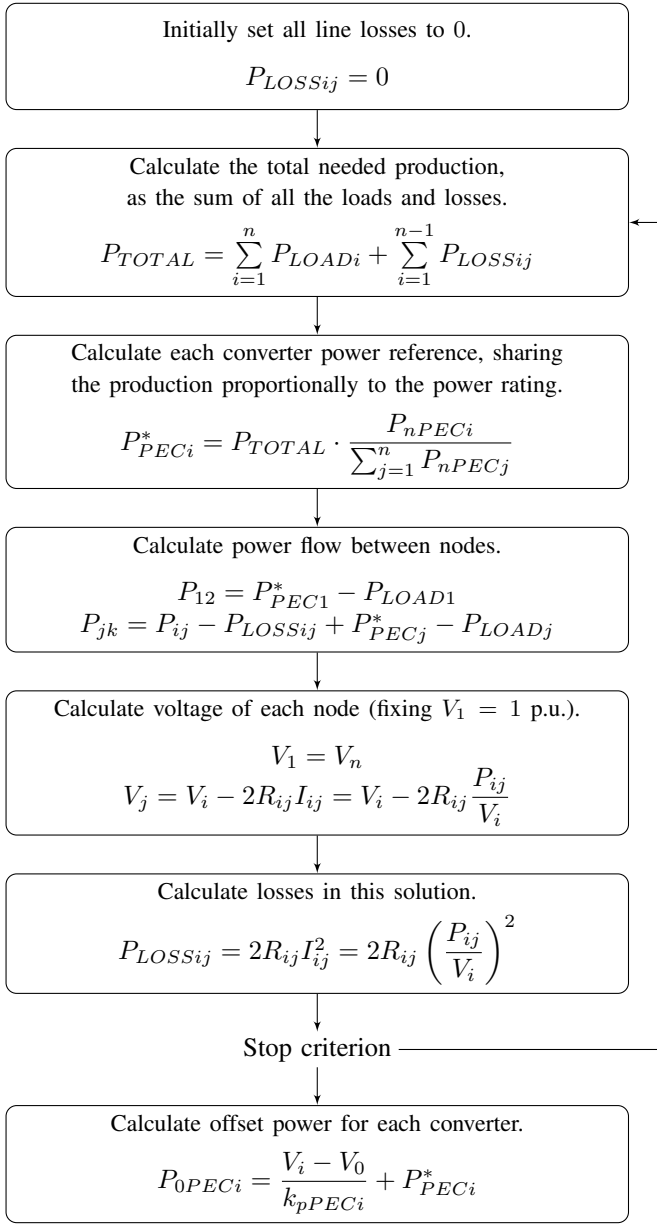 Initially set all line losses to 0.
P_{LOSSij} = 0
Calculate the total needed production,
as the sum of all the loads and losses.
P_{TOTAL} = \sum_{i=1}^{n} P_{LOADi} + \sum_{i=1}^{n-1} P_{LOSSij}
Calculate each converter power reference, sharing
the production proportionally to the power rating.
P^{*}_{PECi} = P_{TOTAL} \cdot \frac{P_{nPECi}}{\sum_{j=1}^{n} P_{nPECj}}
Calculate power flow between nodes.
P_{12} = P^{*}_{PEC1} - P_{LOAD1}
P_{jk} = P_{ij} - P_{LOSSij} + P^{*}_{PECj} - P_{LOADj}
Calculate voltage of each node (fixing V_1 = 1 p.u.).
V_1 = V_n
V_j = V_i - 2R_{ij}I_{ij} = V_i - 2R_{ij}\frac{P_{ij}}{V_i}
Calculate losses in this solution.
P_{LOSSij} = 2R_{ij}I_{ij}^{2} = 2R_{ij}\left(\frac{P_{ij}}{V_i}\right)^2
Stop criterion
Calculate offset power for each converter.
P_{0PECi} = \frac{V_i - V_0}{k_{pPECi}} + P^{*}_{PECi}